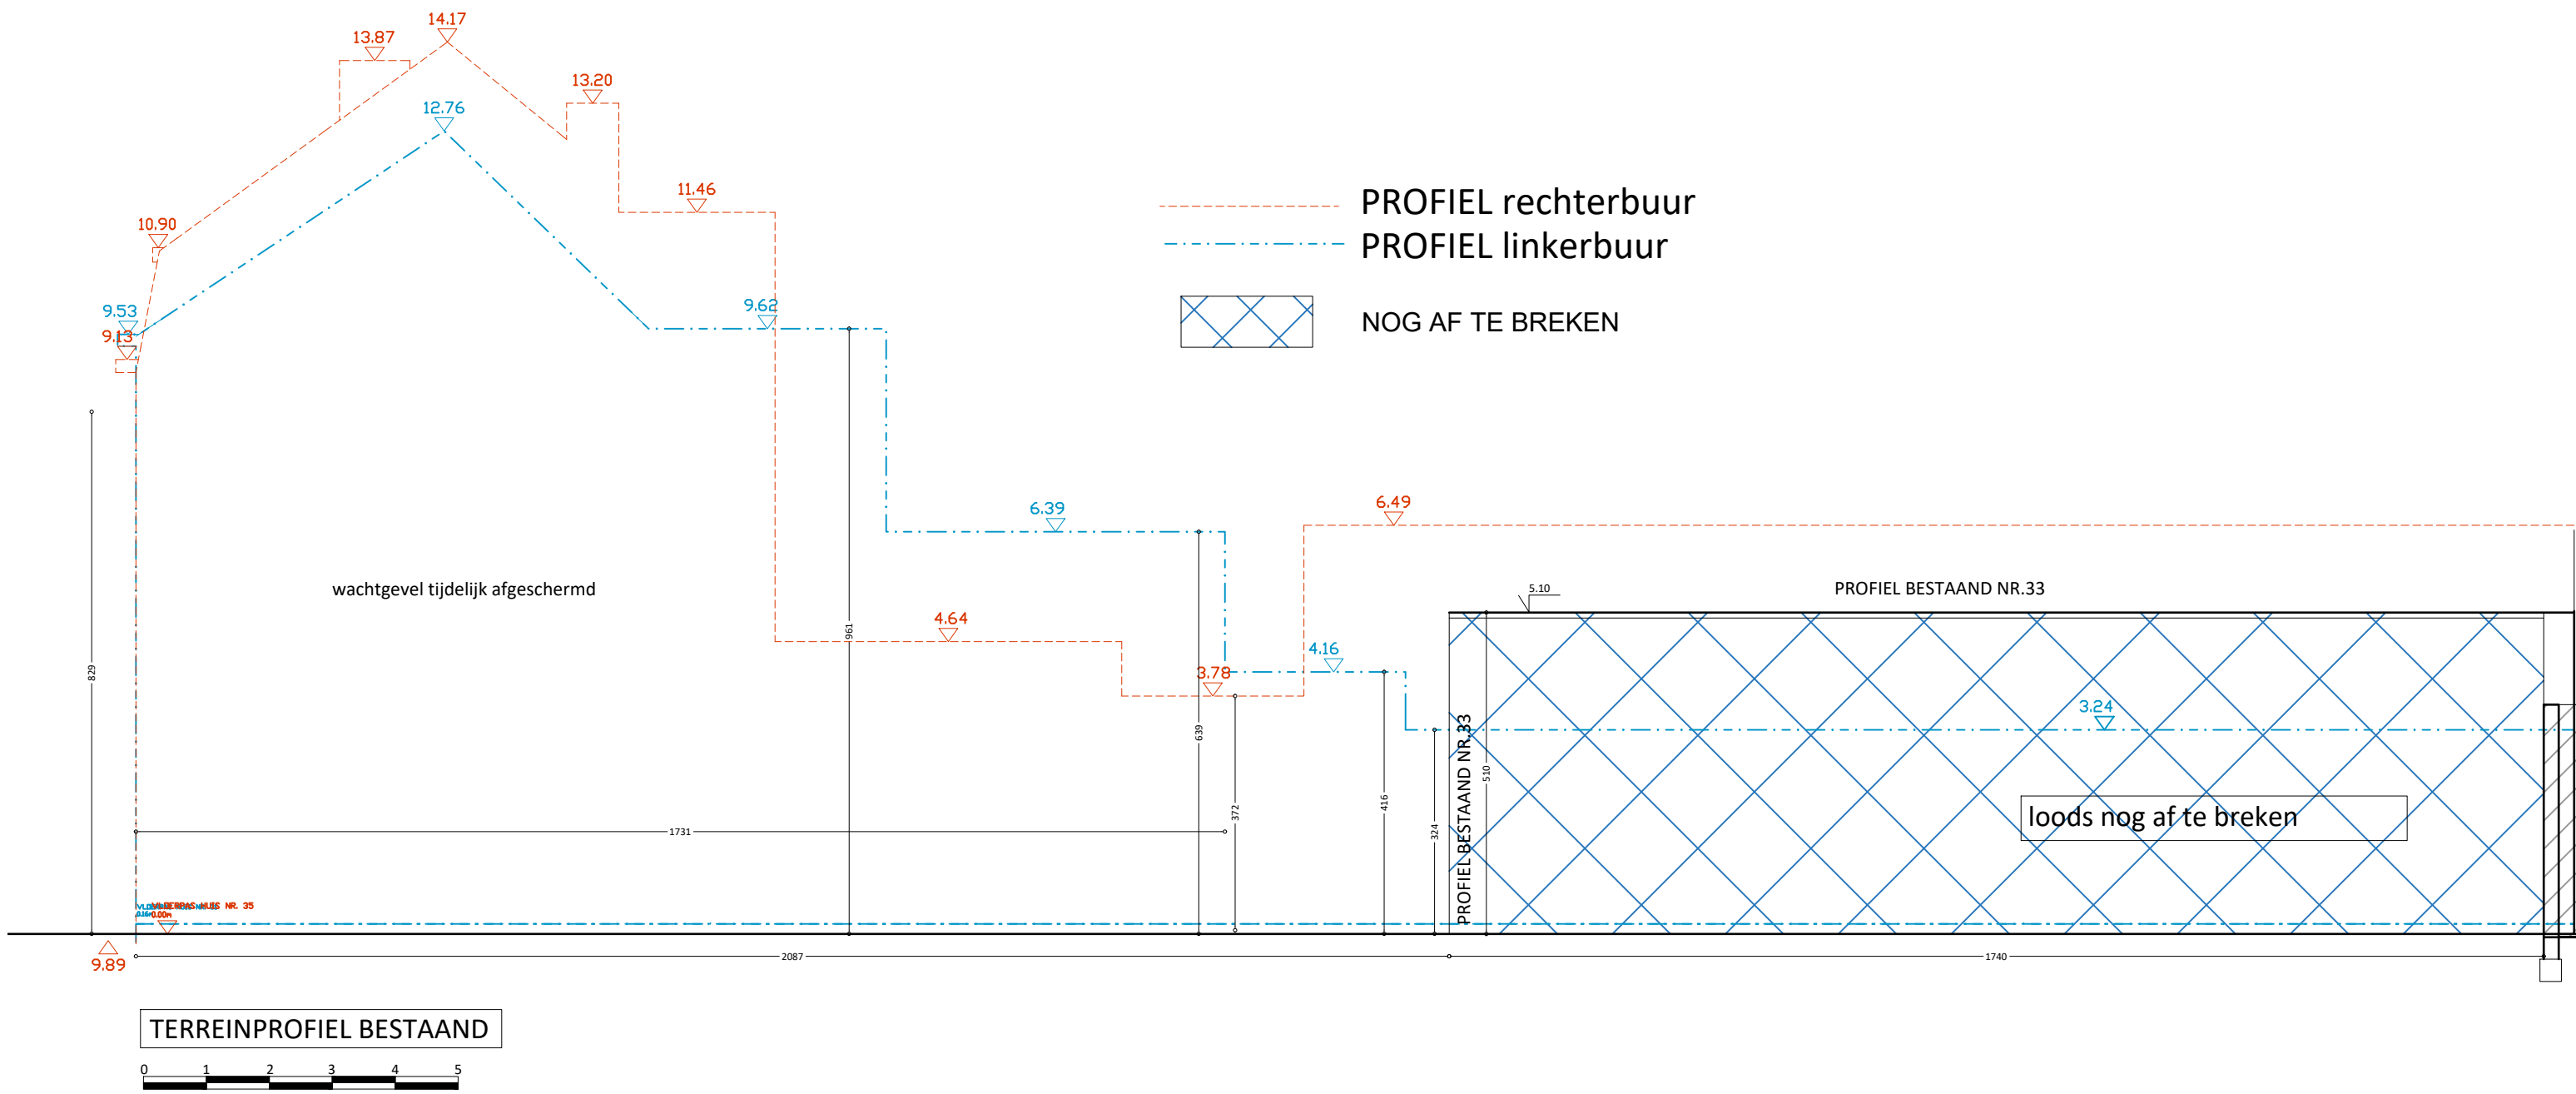 14.17
13.87
13.20
12.76
11.46
10.90
9.53
9.13
9.62
PROFIEL rechterbuur
PROFIEL linkerbuur
NOG AF TE BREKEN
6.39
6.49
wachtgevel tijdelijk afgeschermd
5.10
PROFIEL BESTAAND NR.33
4.64
4.16
3.78
3.24
829
961
639
372
416
324
510
PROFIEL BESTAAND NR.33
loods nog af te breken
1731
HUIS NR. 35
0.00m
9.89
2087
1740
TERREINPROFIEL BESTAAND
0 1 2 3 4 5